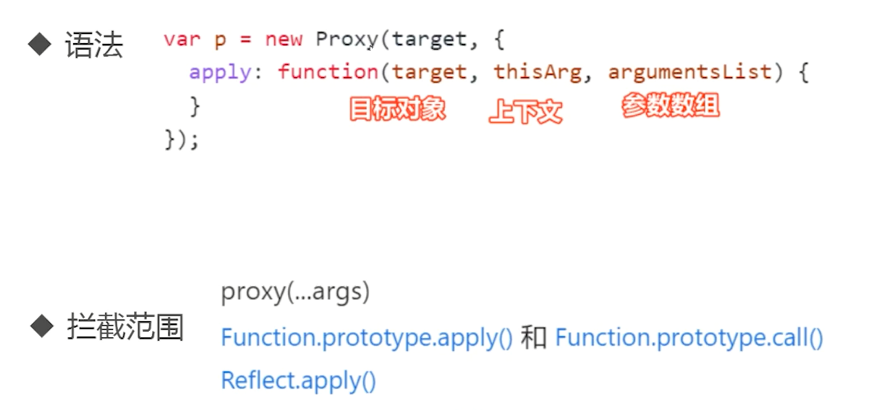 ◆ 语法
var p = new Proxy(target, {
apply: function(target, thisArg, argumentsList) {
目标对象 上下文 参数数组
}
});
◆ 拦截范围
proxy(...args)
Function.prototype.apply() 和 Function.prototype.call()
Reflect.apply()